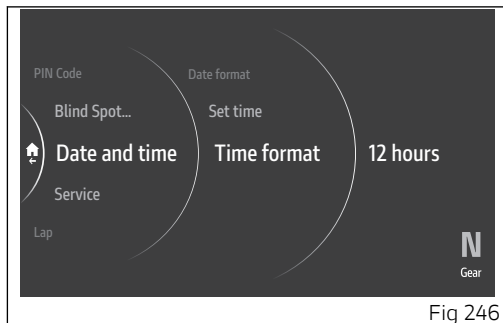 PIN Code
Date format
Blind Spot...
Set time
Date and time
Time format
12 hours
Service
Lap
N
Gear
Fig 246